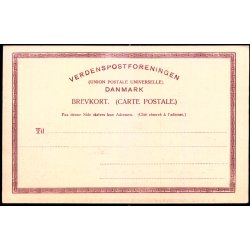 VERDENSPOSTFORENINGEN
(UNION POSTALE UNIVERSELLE)
DANMARK
BREVKORT. (CARTE POSTALE.)
Paa denne Side skrives kun Adressen. (Côté réservé à l'adresse.)
Til